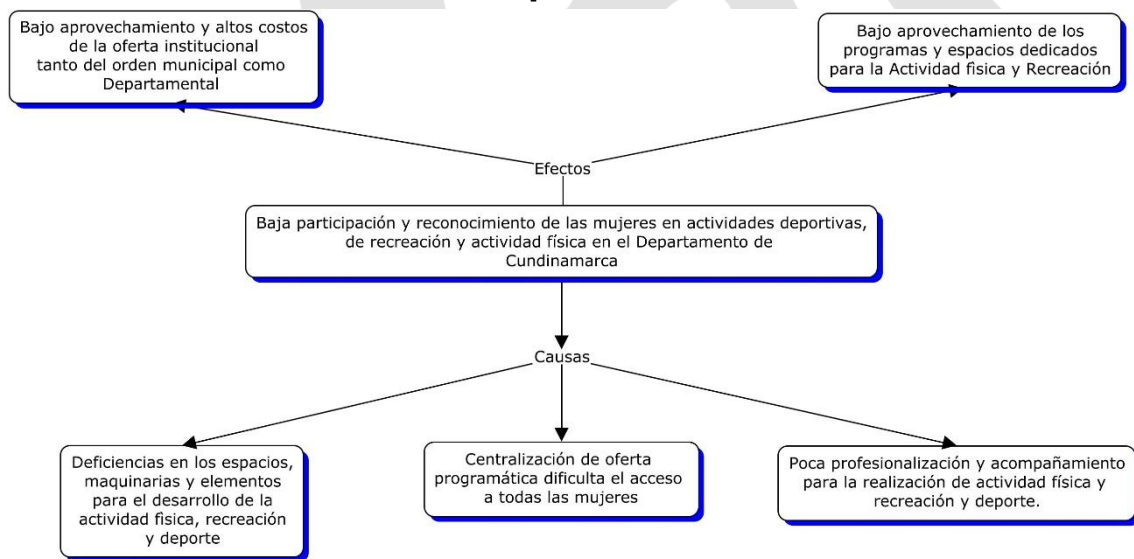 Bajo aprovechamiento y altos costos
de la oferta institucional
tanto del orden municipal como
Departamental
Bajo aprovechamiento de los
programas y espacios dedicados
para la Actividad fìsica y Recreación
Efectos
Baja participación y reconocimiento de las mujeres en actividades deportivas,
de recreación y actividad física en el Departamento de
Cundinamarca
Causas
Deficiencias en los espacios,
maquinarias y elementos
para el desarrollo de la
actividad fìsica, recreación
y deporte
Centralización de oferta
programática dificulta el acceso
a todas las mujeres
Poca profesionalización y acompañamiento
para la realización de actividad física y
recreación y deporte.